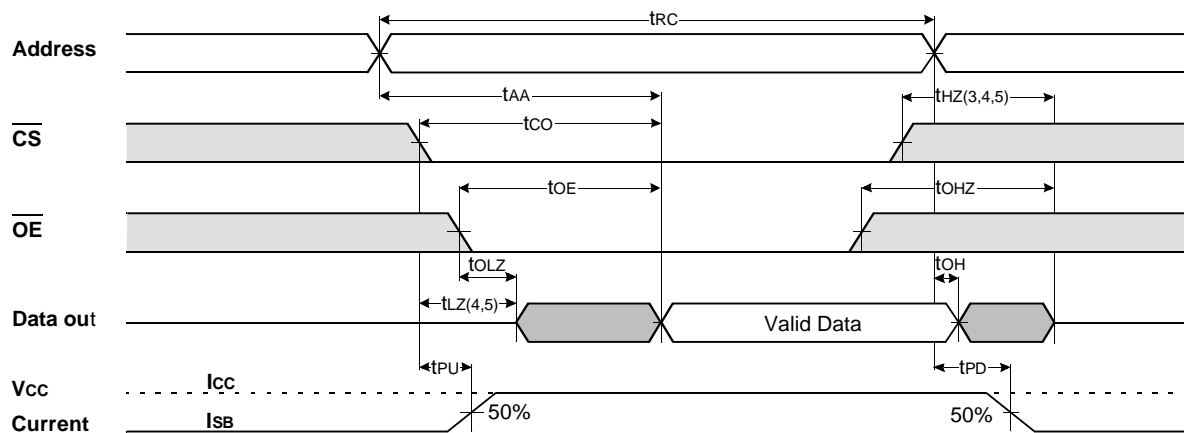 tRC
Address
tAA
tHZ(3,4,5)
tCO
CS
tOE
tOHZ
OE
tOLZ
tOH
tLZ(4,5)
Data out
Valid Data
tPU
tPD
VCC
ICC
50%
50%
Current
ISB